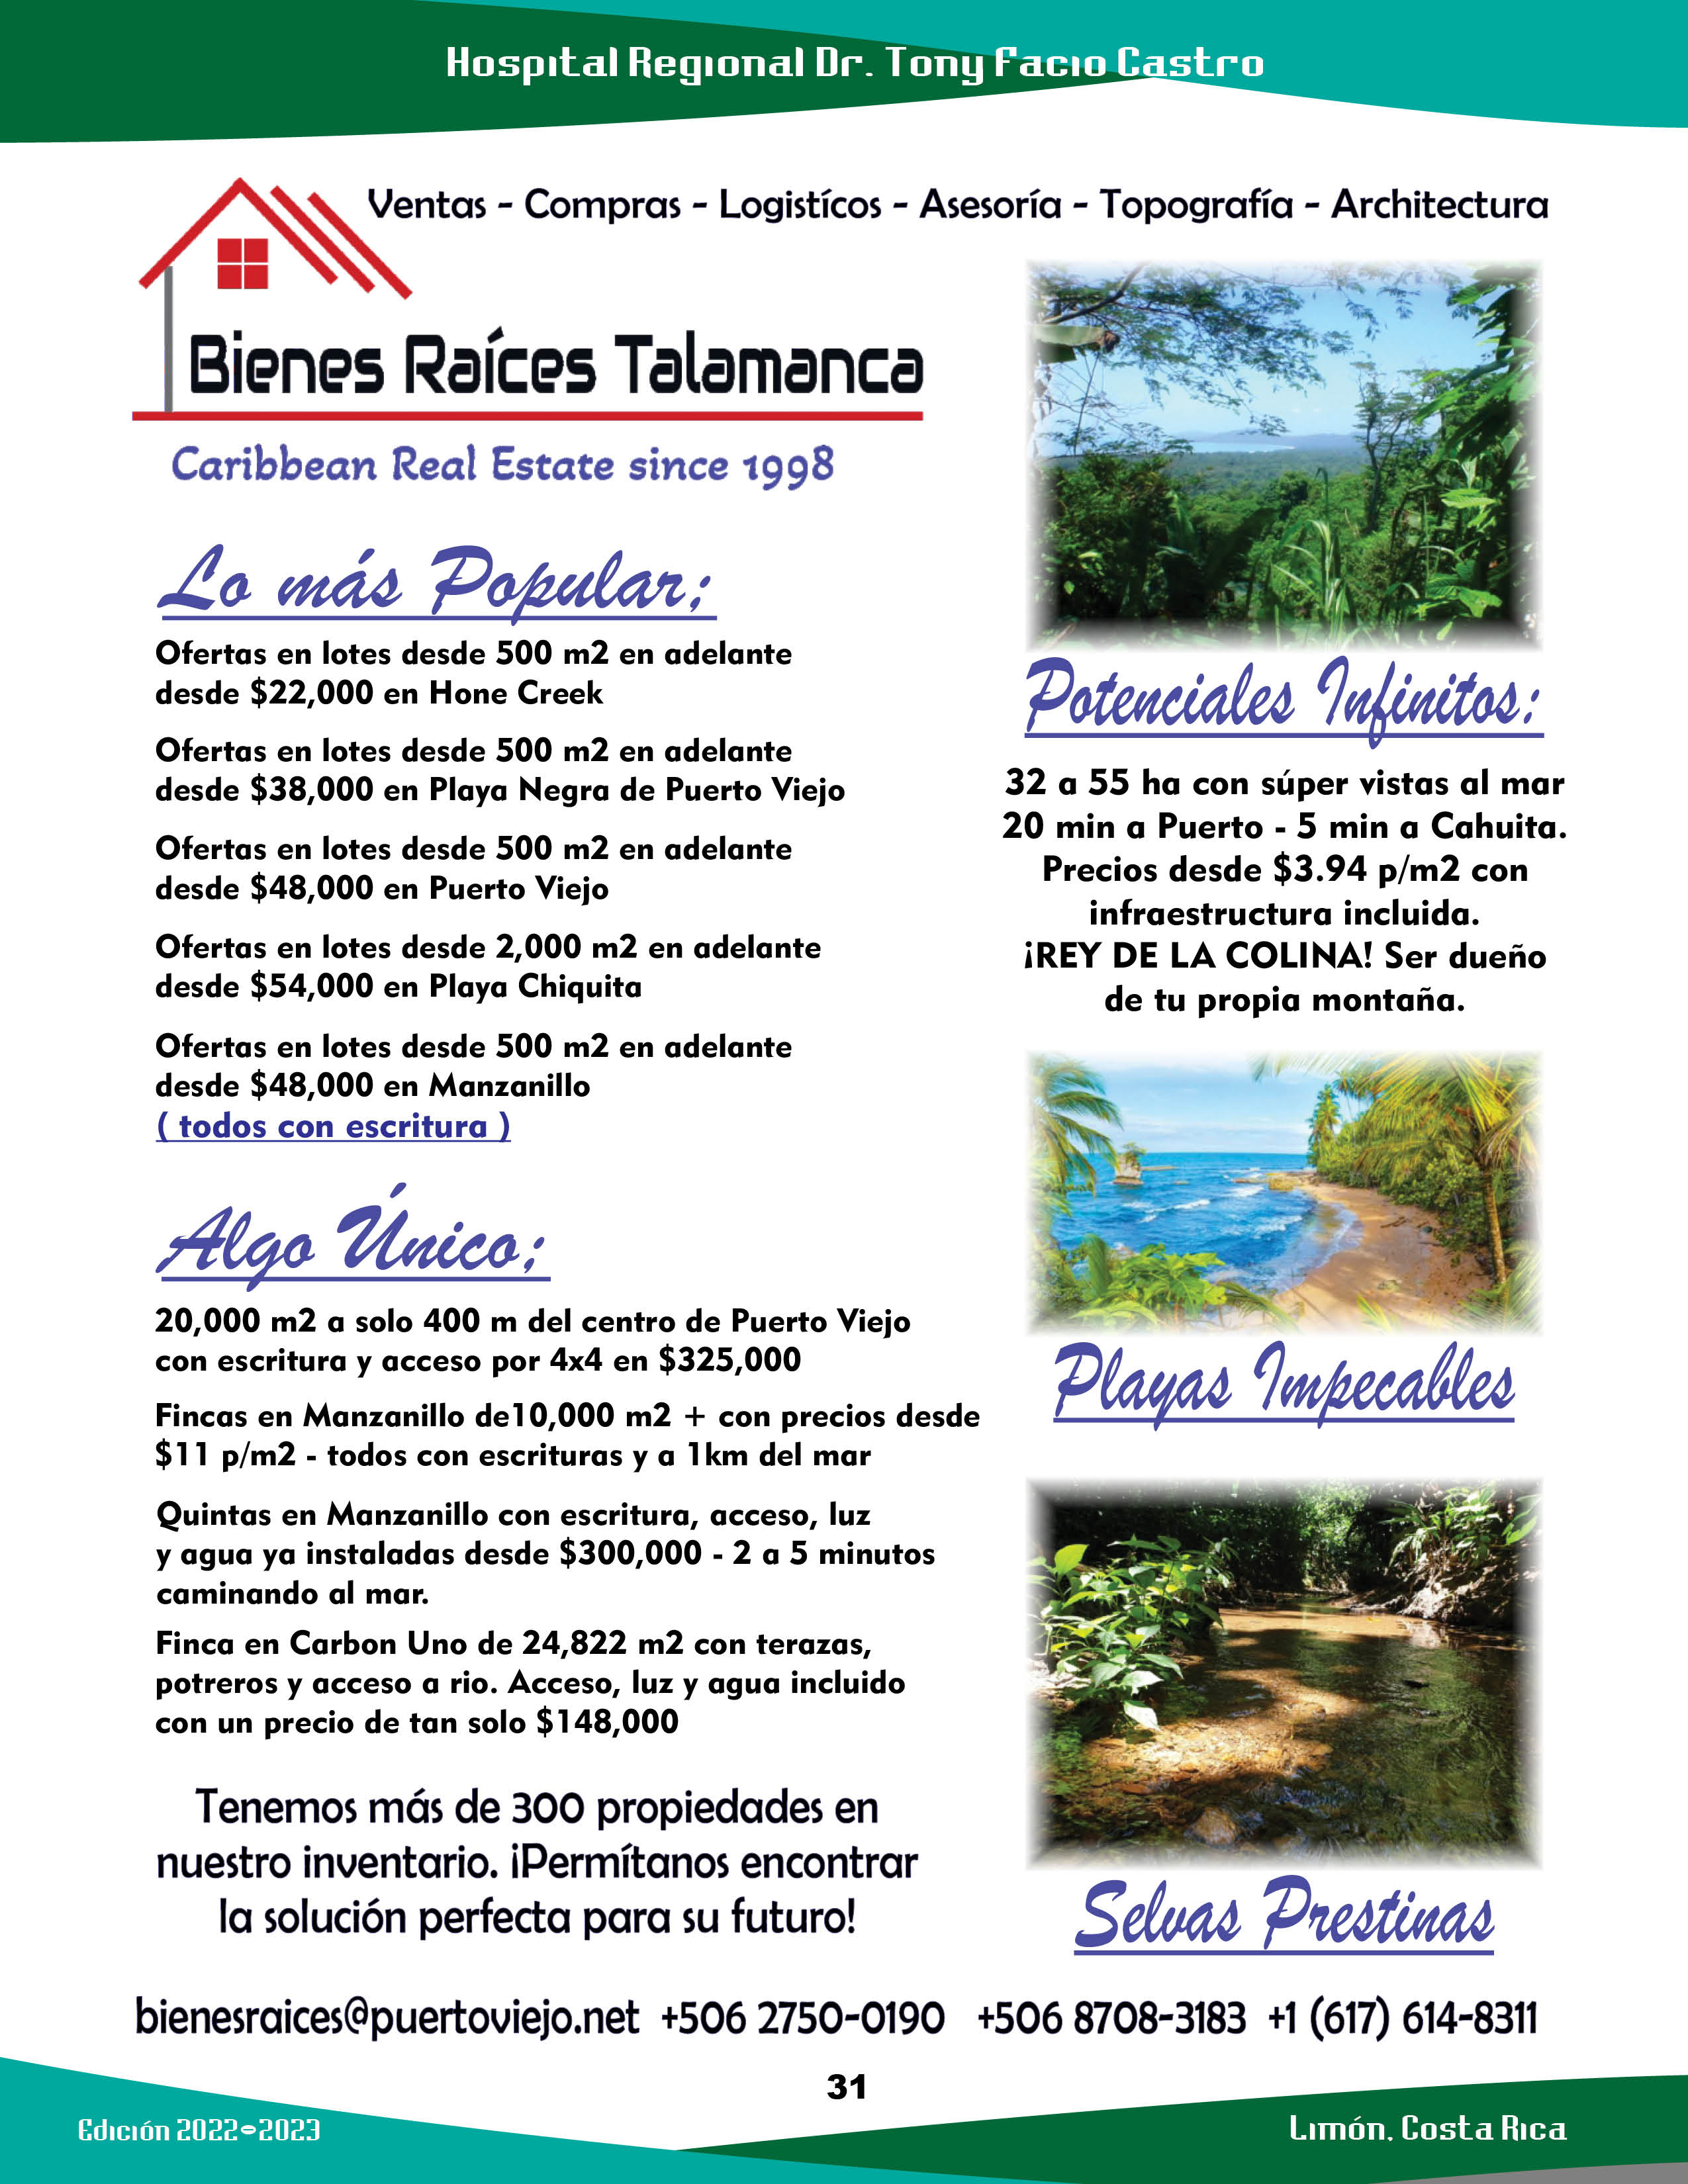 Hospital Regional Dr. Tony Facio Castro
Ventas - Compras - Logistícos - Asesoría - Topografía - Architectura
Bienes Raíces Talamanca
Caribbean Real Estate since 1998
Lo más Popular;
Ofertas en lotes desde 500 m2 en adelante
desde $22,000 en Hone Creek
Ofertas en lotes desde 500 m2 en adelante
desde $38,000 en Playa Negra de Puerto Viejo
Ofertas en lotes desde 500 m2 en adelante
desde $48,000 en Puerto Viejo
Ofertas en lotes desde 2,000 m2 en adelante
desde $54,000 en Playa Chiquita
Ofertas en lotes desde 500 m2 en adelante
desde $48,000 en Manzanillo
( todos con escritura )
Algo Único;
20,000 m2 a solo 400 m del centro de Puerto Viejo
con escritura y acceso por 4x4 en $325,000
Fincas en Manzanillo de10,000 m2 + con precios desde
$11 p/m2 - todos con escrituras y a 1km del mar
Quintas en Manzanillo con escritura, acceso, luz
y agua ya instaladas desde $300,000 - 2 a 5 minutos
caminando al mar.
Finca en Carbon Uno de 24,822 m2 con terazas,
potreros y acceso a rio. Acceso, luz y agua incluido
con un precio de tan solo $148,000
Tenemos más de 300 propiedades en
nuestro inventario. ¡Permítanos encontrar
la solución perfecta para su futuro!
Potenciales Infinitos:
32 a 55 ha con súper vistas al mar
20 min a Puerto - 5 min a Cahuita.
Precios desde $3.94 p/m2 con
infraestructura incluida.
¡REY DE LA COLINA! Ser dueño
de tu propia montaña.
Playas Impecables
Selvas Prestinas
bienesraices@puertoviejo.net +506 2750-0190 +506 8708-3183 +1 (617) 614-8311
31
Edición 2022-2023
Limón, Costa Rica